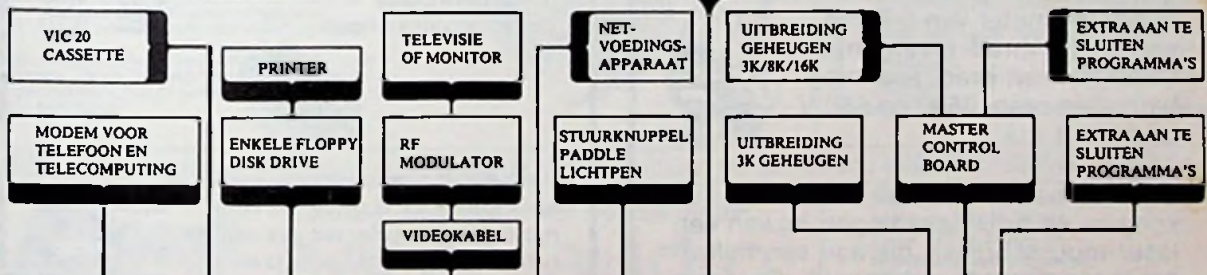 VIC 20
CASSETTE
PRINTER
TELEVISIE
OF MONITOR
NET-
VOEDINGS-
APPARAAT
UITBREIDING
GEHEUGEN
3K/8K/16K
EXTRA AAN TE
SLUITEN
PROGRAMMA'S
MODEM VOOR
TELEFOON EN
TELECOMPUTING
ENKELE FLOPPY
DISK DRIVE
RF
MODULATOR
VIDEOKABEL
STUURKNUPPEL
PADDLE
LICHTPEN
UITBREIDING
3K GEHEUGEN
MASTER
CONTROL
BOARD
EXTRA AAN TE
SLUITEN
PROGRAMMA'S